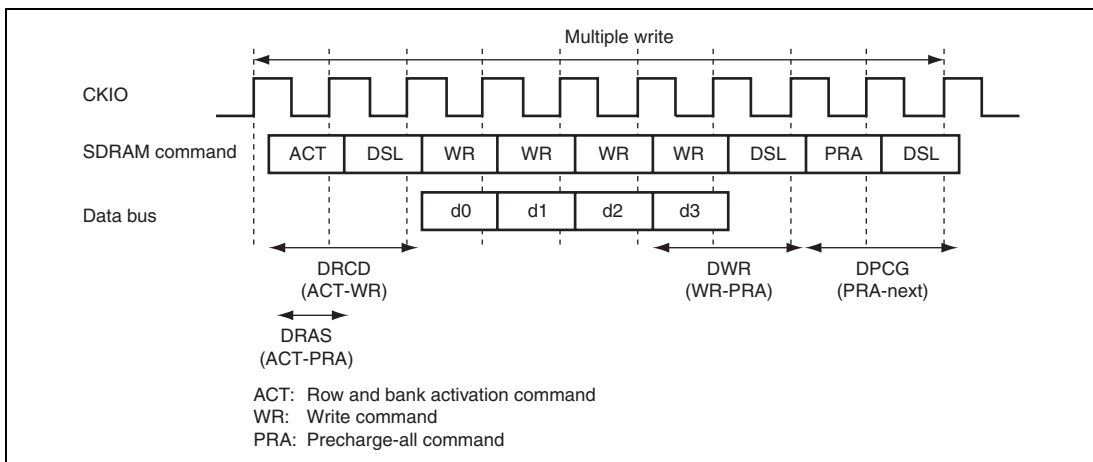 Multiple write
CKIO
SDRAM command
ACT DSL WR WR WR WR DSL PRA DSL
Data bus
d0 d1 d2 d3
DRCD
(ACT-WR)
DWR
(WR-PRA)
DPCG
(PRA-next)
DRAS
(ACT-PRA)
ACT: Row and bank activation command
WR: Write command
PRA: Precharge-all command